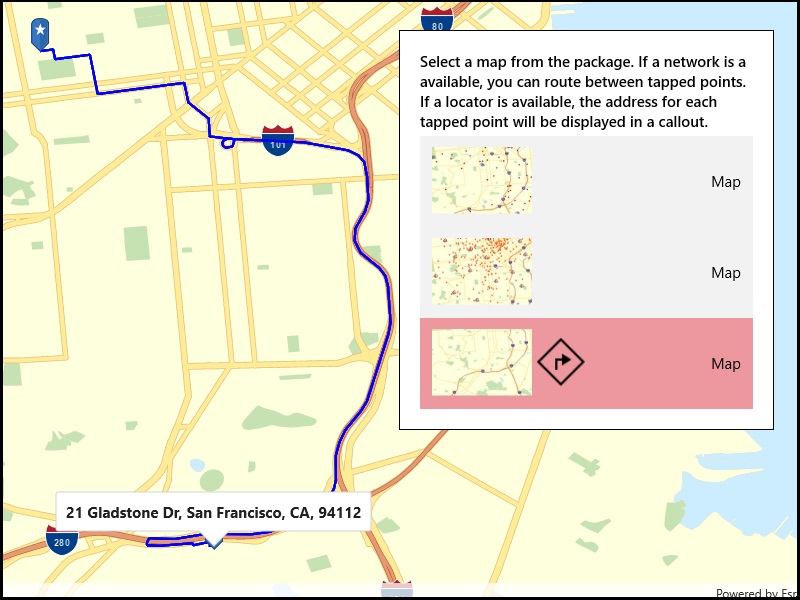 80
Select a map from the package. If a network is a
available, you can route between tapped points.
If a locator is available, the address for each
tapped point will be displayed in a callout.
101
Map
Map
Map
21 Gladstone Dr, San Francisco, CA, 94112
280
Powered by Esri